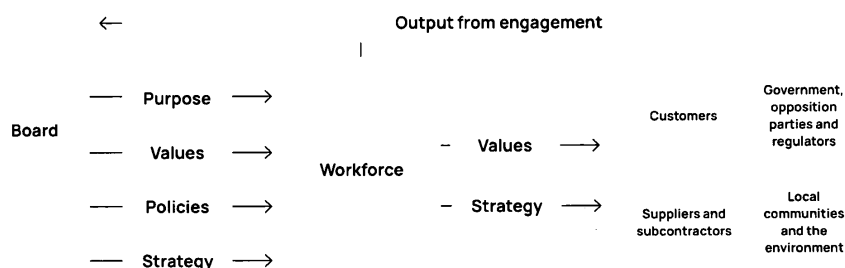 Output from engagement
Board
Purpose
Values
Policies
Strategy
Workforce
Values
Strategy
Customers
Suppliers and
subcontractors
Government,
opposition
parties and
regulators
Local
communities
and the
environment